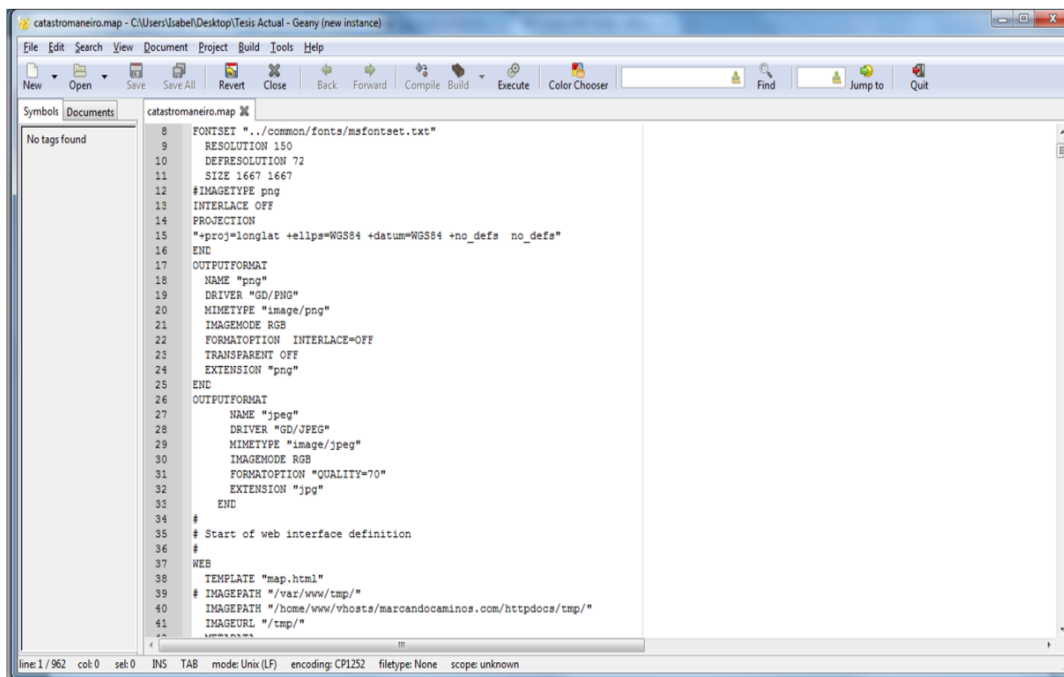 catastromaneiro.map - C:\Users\Isabel\Desktop\Tesis Actual - Geany (new instance)
File Edit Search View Document Project Build Tools Help
New Open Save Save All Revert Close Back Forward Compile Build Execute Color Chooser Find Jump to Quit
Symbols Documents catastromaneiro.map
No tags found
8 FONTSET "../common/fonts/msfontset.txt"
9 RESOLUTION 150
10 DEFRESOLUTION 72
11 SIZE 1667 1667
12 #IMAGETYPE png
13 INTERLACE OFF
14 PROJECTION
15 "+proj=longlat +ellps=WGS84 +datum=WGS84 +no_defs  no_defs"
16 END
17 OUTPUTFORMAT
18 NAME "png"
19 DRIVER "GD/PNG"
20 MIMETYPE "image/png"
21 IMAGEMODE RGB
22 FORMATOPTION  INTERLACE=OFF
23 TRANSPARENT OFF
24 EXTENSION "png"
25 END
26 OUTPUTFORMAT
27 NAME "jpeg"
28 DRIVER "GD/JPEG"
29 MIMETYPE "image/jpeg"
30 IMAGEMODE RGB
31 FORMATOPTION "QUALITY=70"
32 EXTENSION "jpg"
33 END
34 #
35 # Start of web interface definition
36 #
37 WEB
38 TEMPLATE "map.html"
39 # IMAGEPATH "/var/www/tmp/"
40 IMAGEPATH "/home/www/vhosts/marcandocaminos.com/httpdocs/tmp/"
41 IMAGEURL "/tmp/"
42 METADATA
line: 1 / 962 col: 0 sel: 0 INS TAB mode: Unix (LF) encoding: CP1252 filetype: None scope: unknown